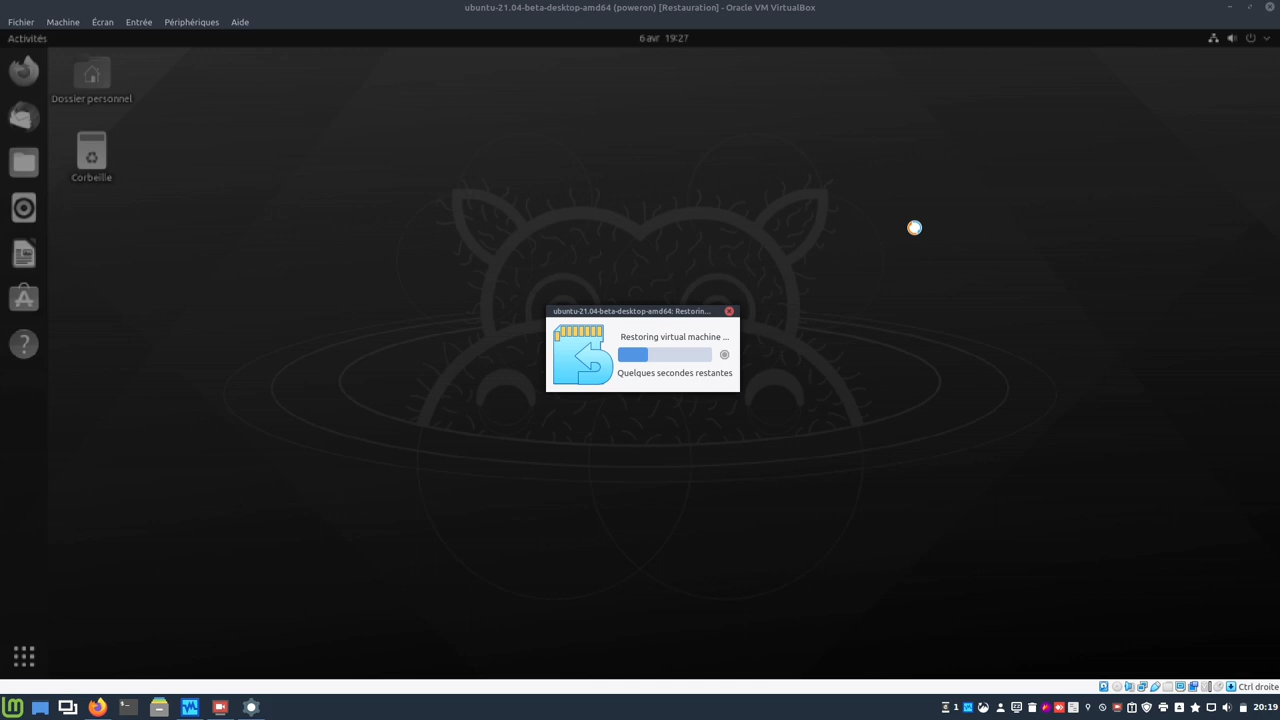 ubuntu-21.04-beta-desktop-amd64 (poweron) [Restauration] - Oracle VM VirtualBox
Fichier Machine Écran Entrée Périphériques Aide
Activités 6 avr 19:27
Dossier personnel
Corbeille
ubuntu-21.04-beta-desktop-amd64: Restorin...
Restoring virtual machine ...
Quelques secondes restantes
Ctrl droite
1 20:19